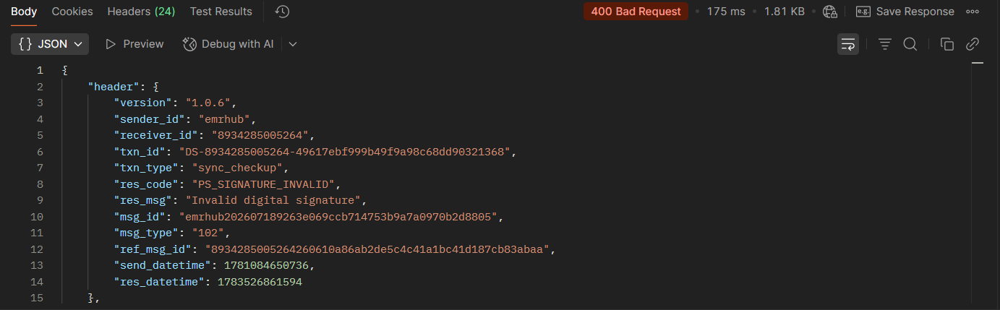 Body Cookies Headers (24) Test Results 400 Bad Request • 175 ms • 1.81 KB • e.g. Save Response
{} JSON Preview Debug with AI
1 {
2 "header": {
3 "version": "1.0.6",
4 "sender_id": "emrhub",
5 "receiver_id": "8934285005264",
6 "txn_id": "DS-8934285005264-49617ebf999b49f9a98c68dd90321368",
7 "txn_type": "sync_checkup",
8 "res_code": "PS_SIGNATURE_INVALID",
9 "res_msg": "Invalid digital signature",
10 "msg_id": "emrhub202607189263e069ccb714753b9a7a0970b2d8805",
11 "msg_type": "102",
12 "ref_msg_id": "8934285005264260610a86ab2de5c4c41a1bc41d187cb83abaa",
13 "send_datetime": 1781084650736,
14 "res_datetime": 1783526861594
15 },